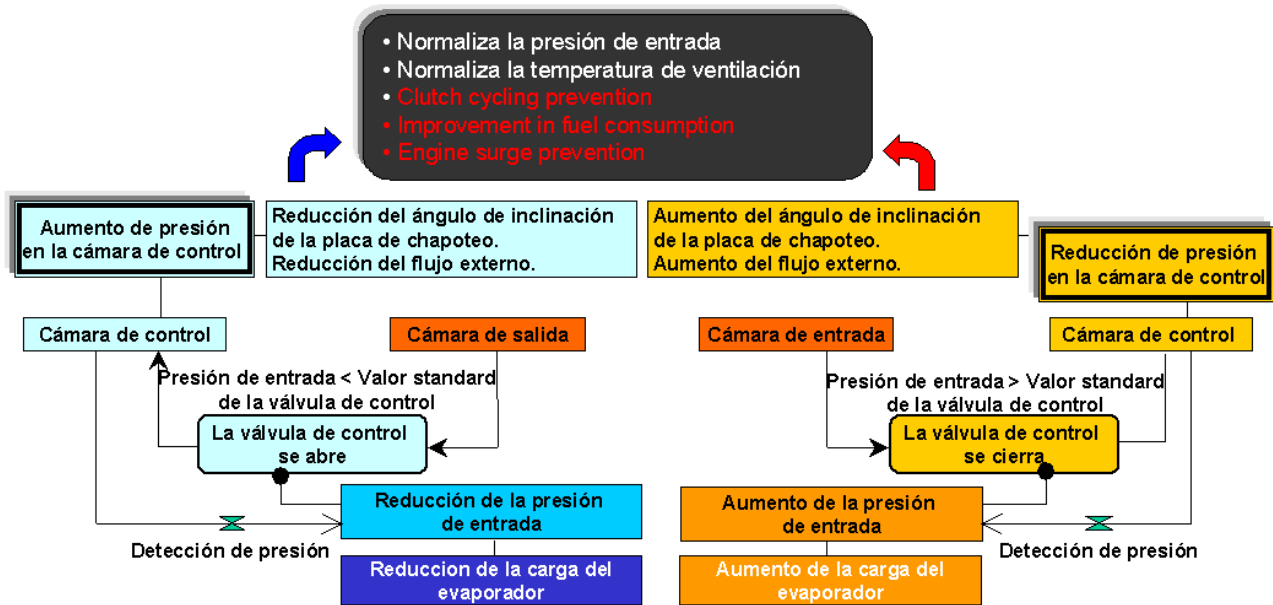 • Normaliza la presión de entrada
• Normaliza la temperatura de ventilación
• Clutch cycling prevention
• Improvement in fuel consumption
• Engine surge prevention
Aumento de presión
en la cámara de control
Reducción del ángulo de inclinación
de la placa de chapoteo.
Reducción del flujo externo.
Aumento del ángulo de inclinación
de la placa de chapoteo.
Aumento del flujo externo.
Reducción de presión
en la cámara de control
Cámara de control
Cámara de salida
Cámara de entrada
Cámara de control
Presión de entrada < Valor standard
de la válvula de control
Presión de entrada > Valor standard
de la válvula de control
La válvula de control
se abre
La válvula de control
se cierra
Reducción de la presión
de entrada
Aumento de la presión
de entrada
Detección de presión
Detección de presión
Reduccion de la carga del
evaporador
Aumento de la carga del
evaporador